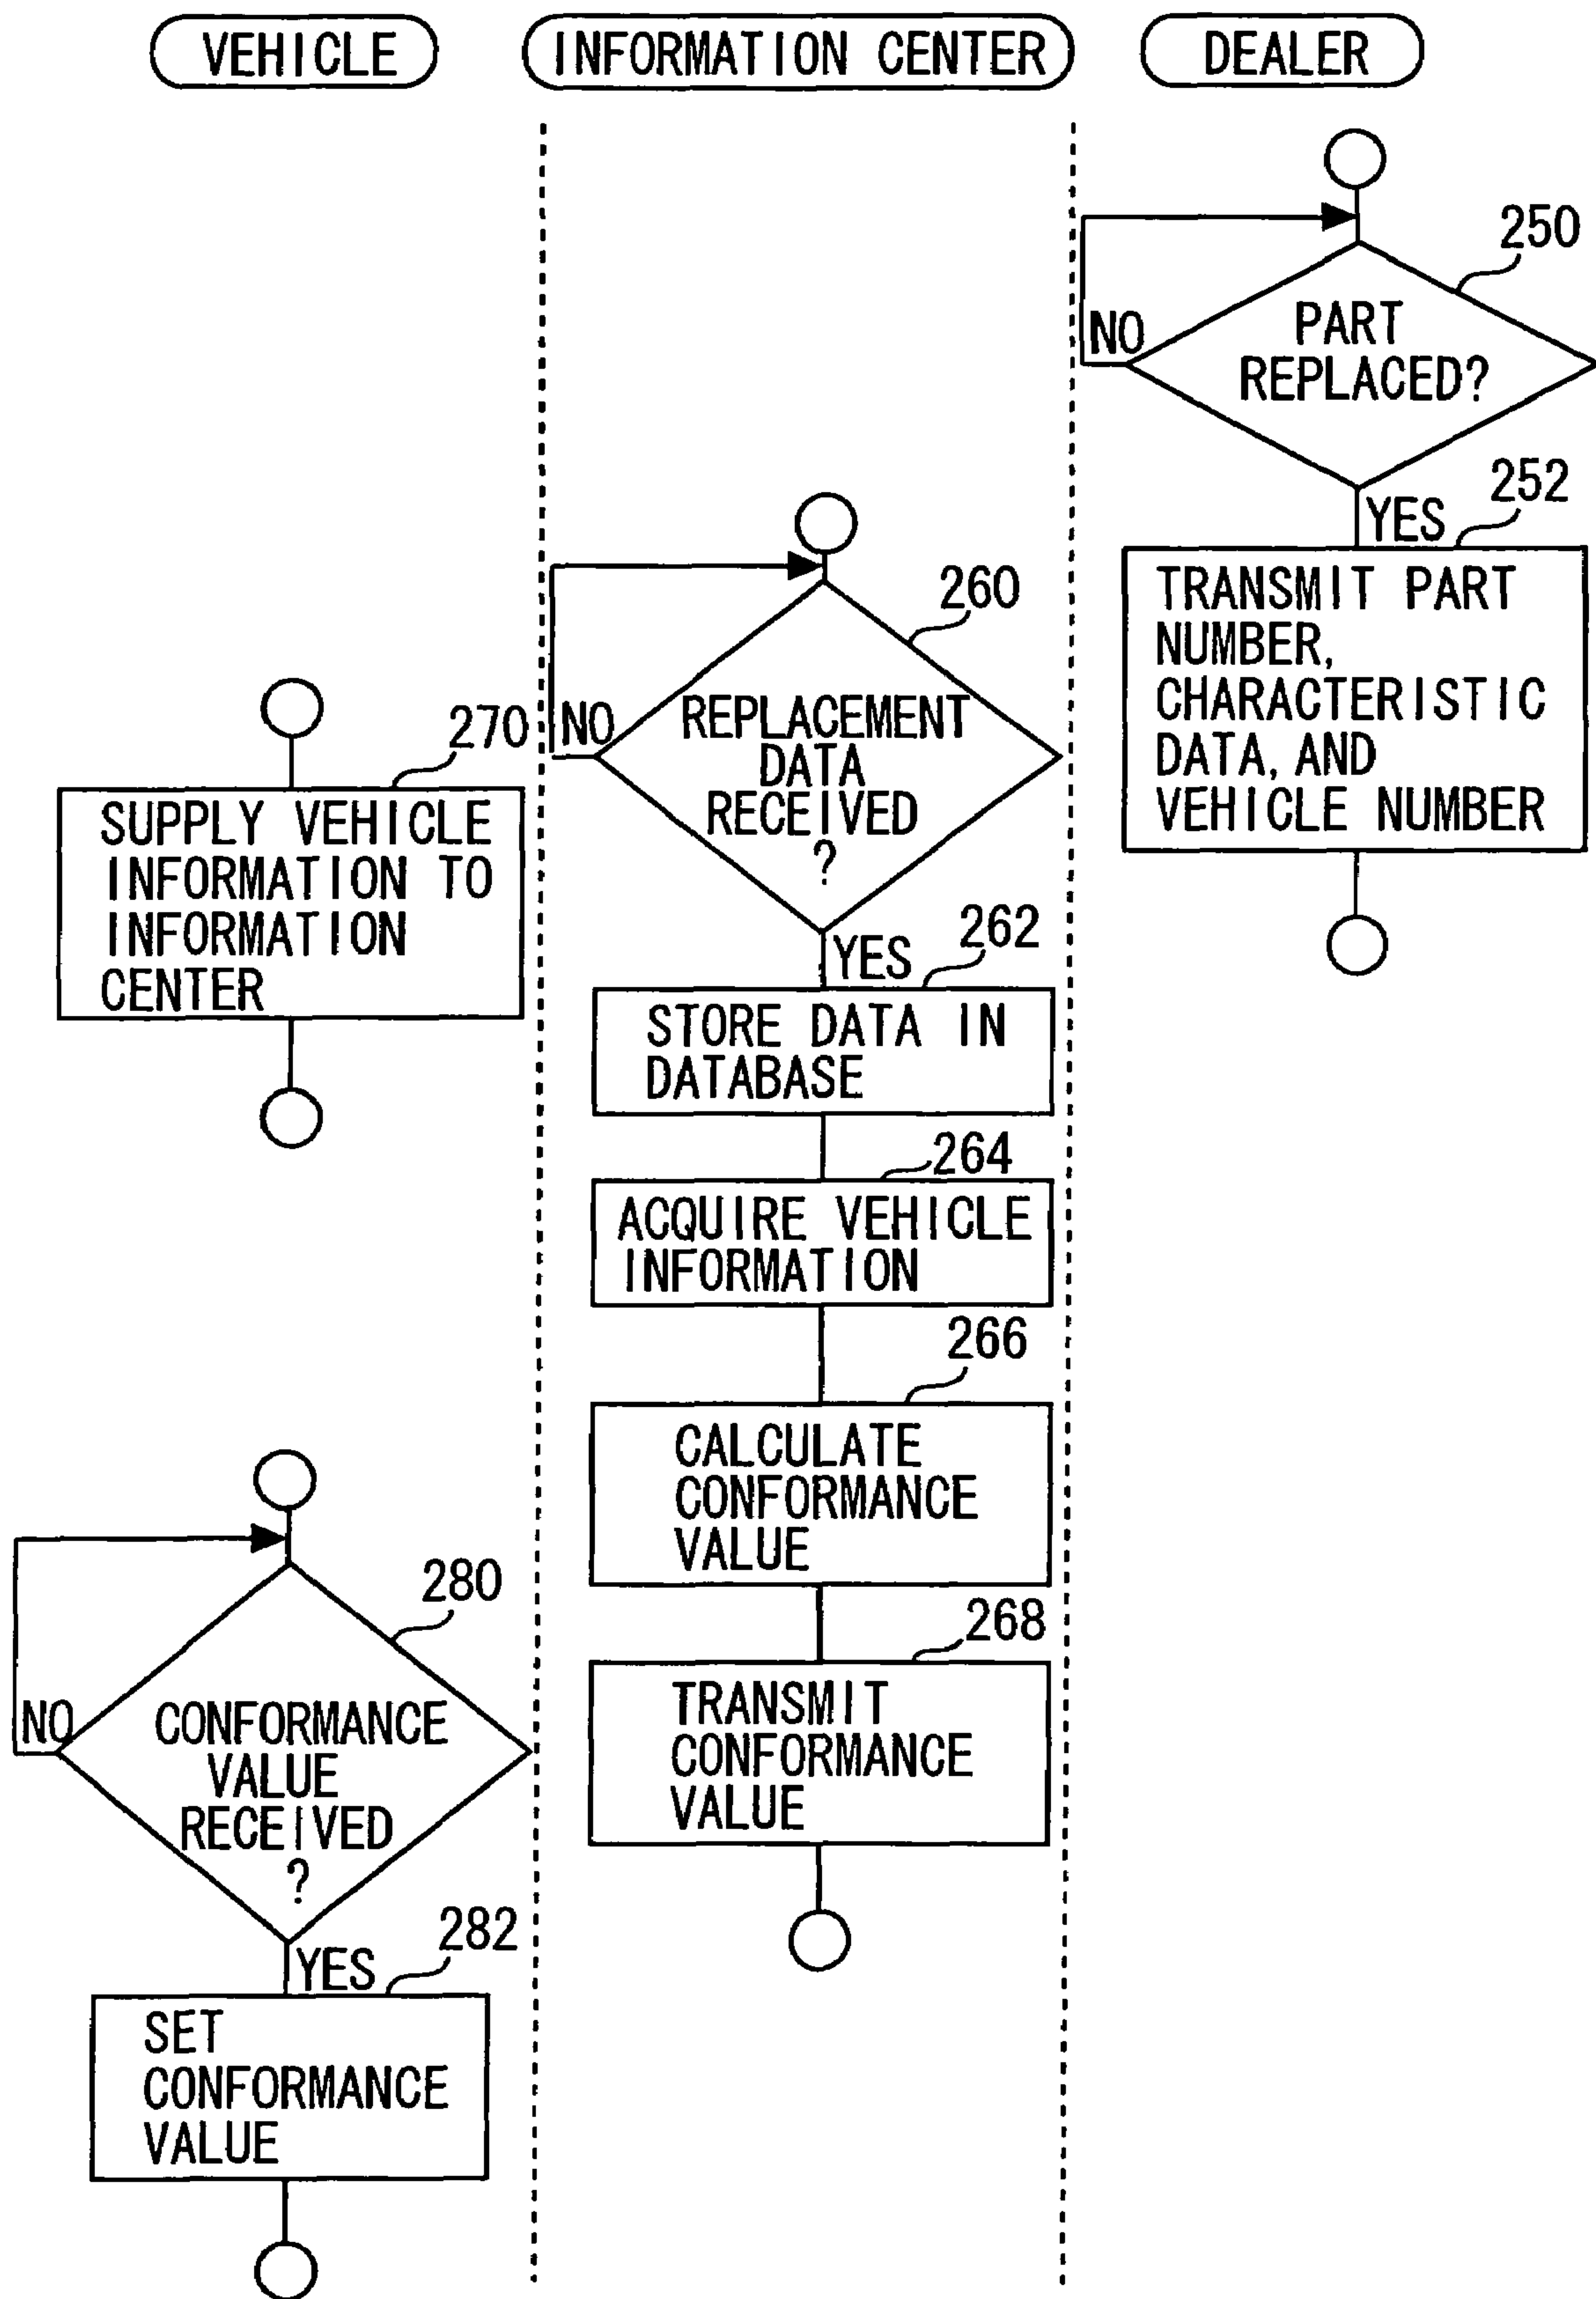 VEHICLE
INFORMATION CENTER
DEALER
250
PART
REPLACED?
NO
YES
252
TRANSMIT PART
NUMBER,
CHARACTERISTIC
DATA, AND
VEHICLE NUMBER
260
REPLACEMENT
DATA
RECEIVED
?
NO
YES
262
STORE DATA IN
DATABASE
264
ACQUIRE VEHICLE
INFORMATION
266
CALCULATE
CONFORMANCE
VALUE
268
TRANSMIT
CONFORMANCE
VALUE
270
SUPPLY VEHICLE
INFORMATION TO
INFORMATION
CENTER
280
CONFORMANCE
VALUE
RECEIVED
?
NO
YES
282
SET
CONFORMANCE
VALUE